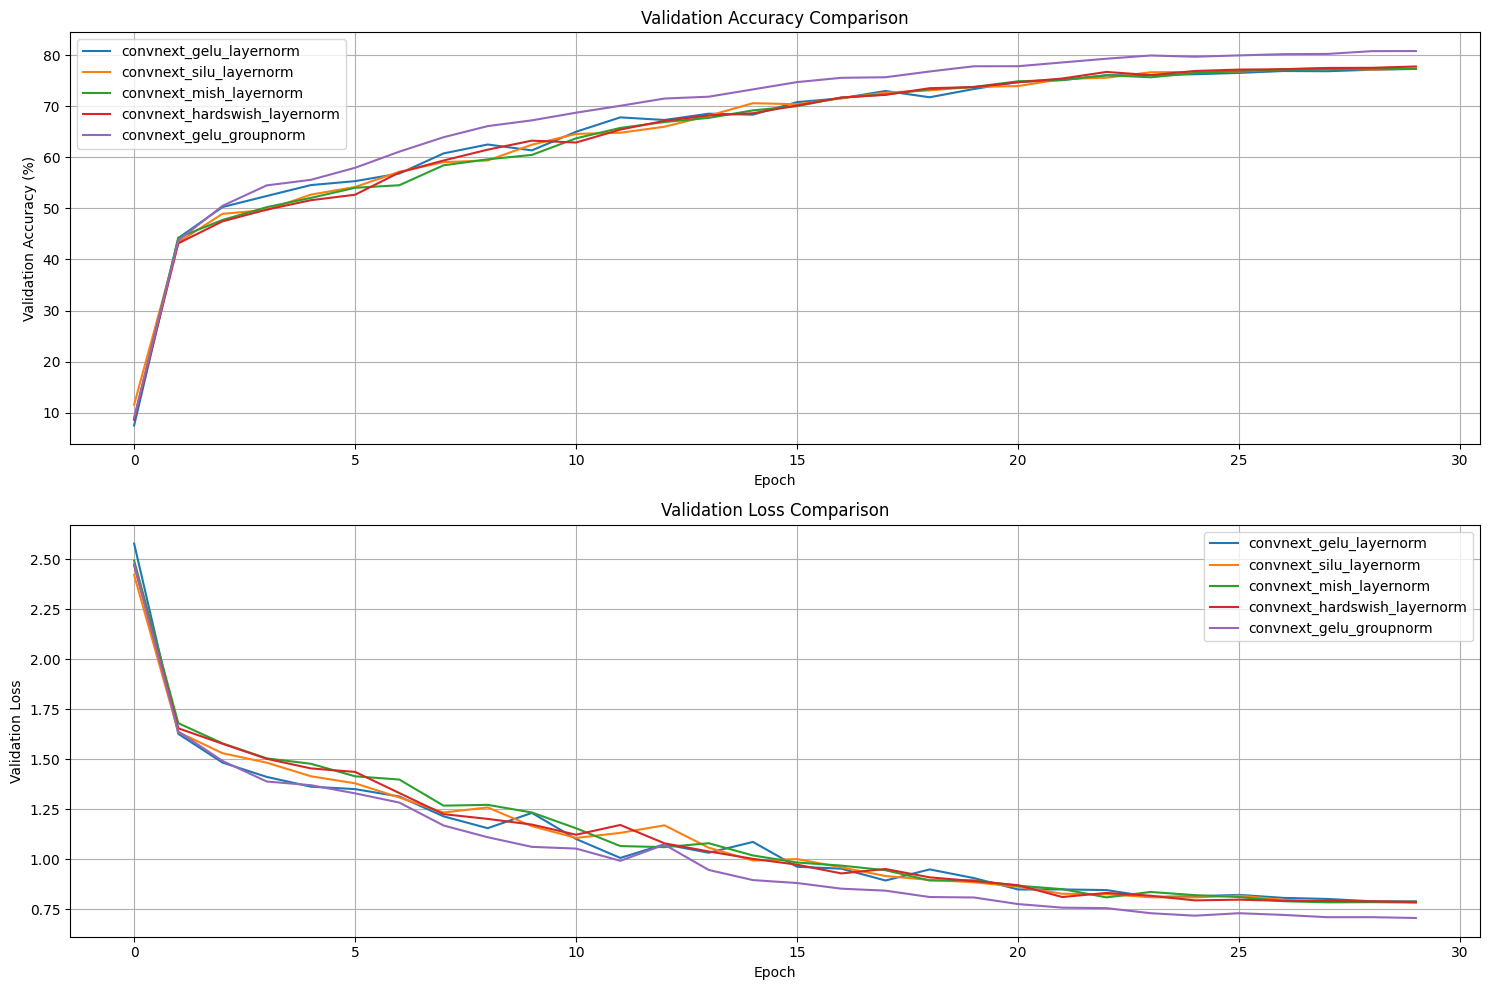 Validation Accuracy Comparison
convnext_gelu_layernorm
convnext_silu_layernorm
convnext_mish_layernorm
convnext_hardswish_layernorm
convnext_gelu_groupnorm
Validation Accuracy (%)
80
70
60
50
40
30
20
10
0 5 10 15 20 25 30
Epoch
Validation Loss Comparison
convnext_gelu_layernorm
convnext_silu_layernorm
convnext_mish_layernorm
convnext_hardswish_layernorm
convnext_gelu_groupnorm
Validation Loss
2.50
2.25
2.00
1.75
1.50
1.25
1.00
0.75
0 5 10 15 20 25 30
Epoch